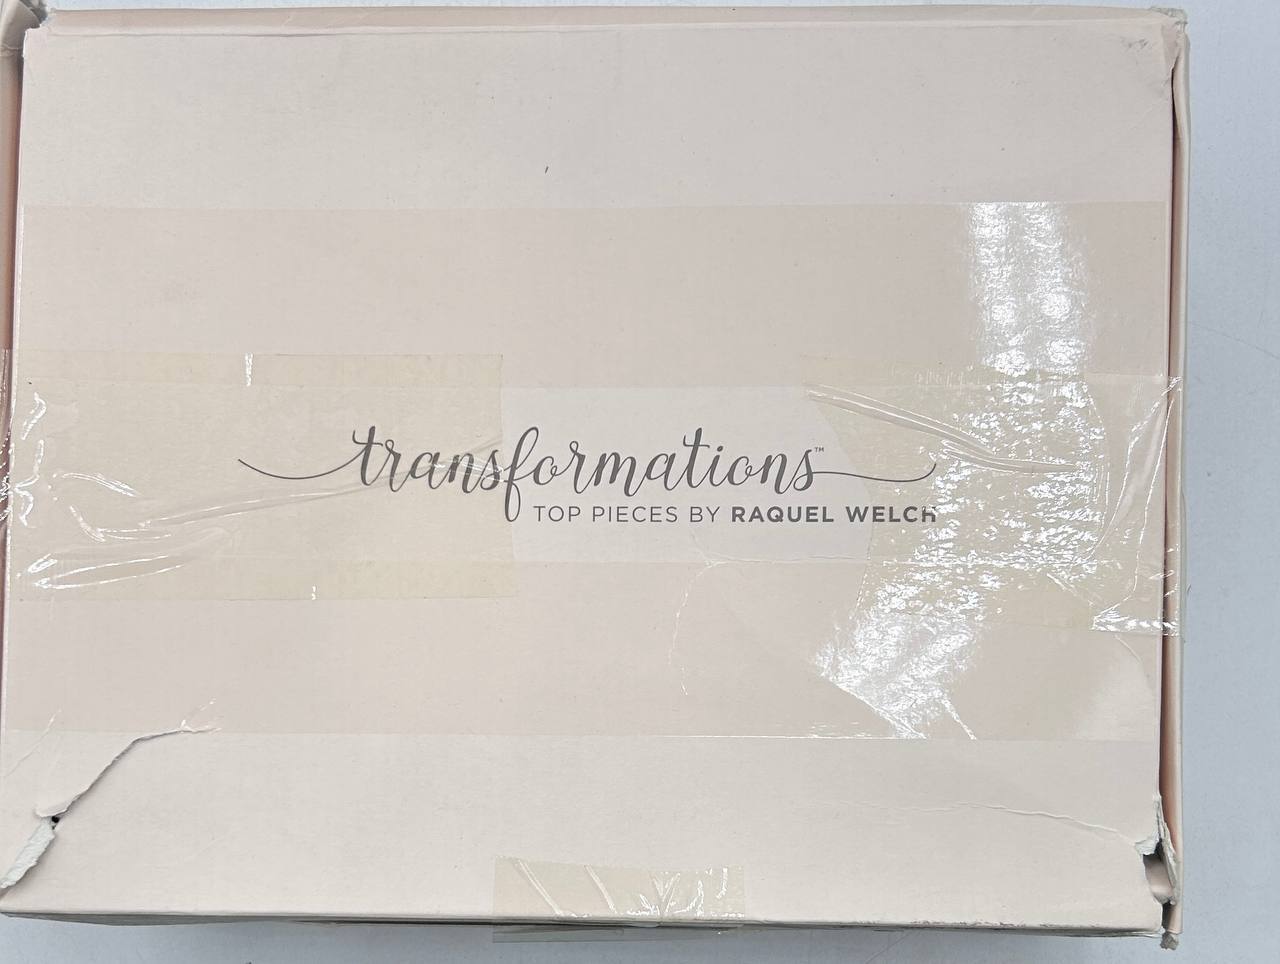 transformations™
TOP PIECES BY RAQUEL WELCH